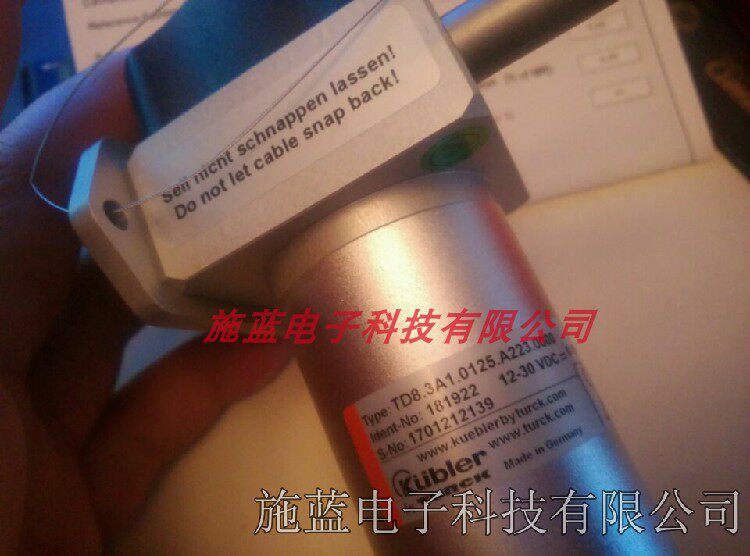 Seil nicht schnappen lassen!
Do not let cable snap back!
施蓝电子科技有限公司
Type: TD8.3A1.0125.A223.0000
Ident-No: 181922 12-30 VDC
S-No: 1701212139
www.kueblerbyturck.com
www.turck.com
Kübler
TURCK Made in Germany
施蓝电子科技有限公司